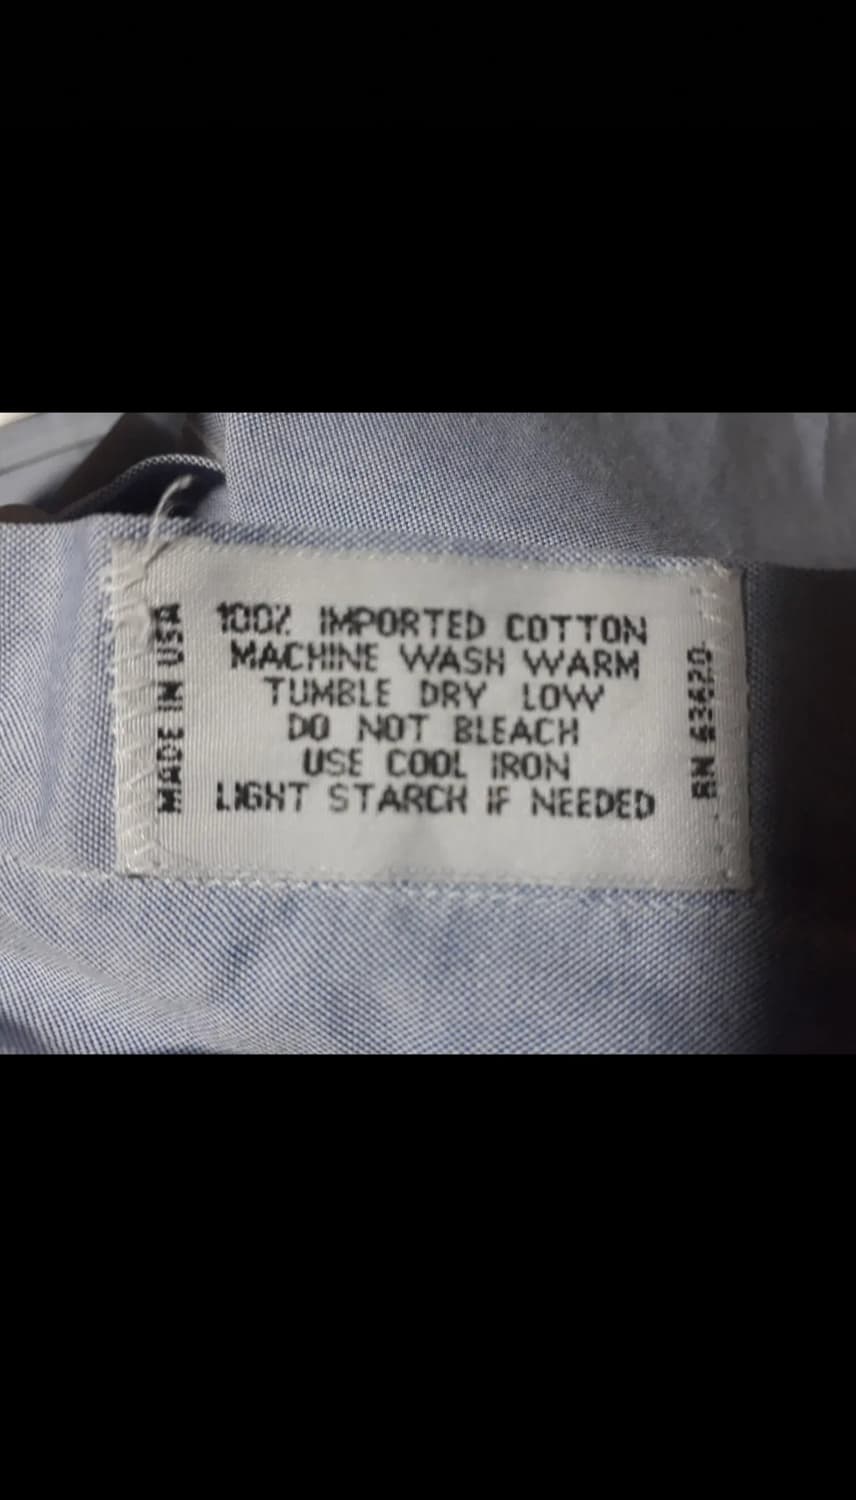 MADE IN USA
100% IMPORTED COTTON
MACHINE WASH WARM
TUMBLE DRY LOW
DO NOT BLEACH
USE COOL IRON
LIGHT STARCH IF NEEDED
RN